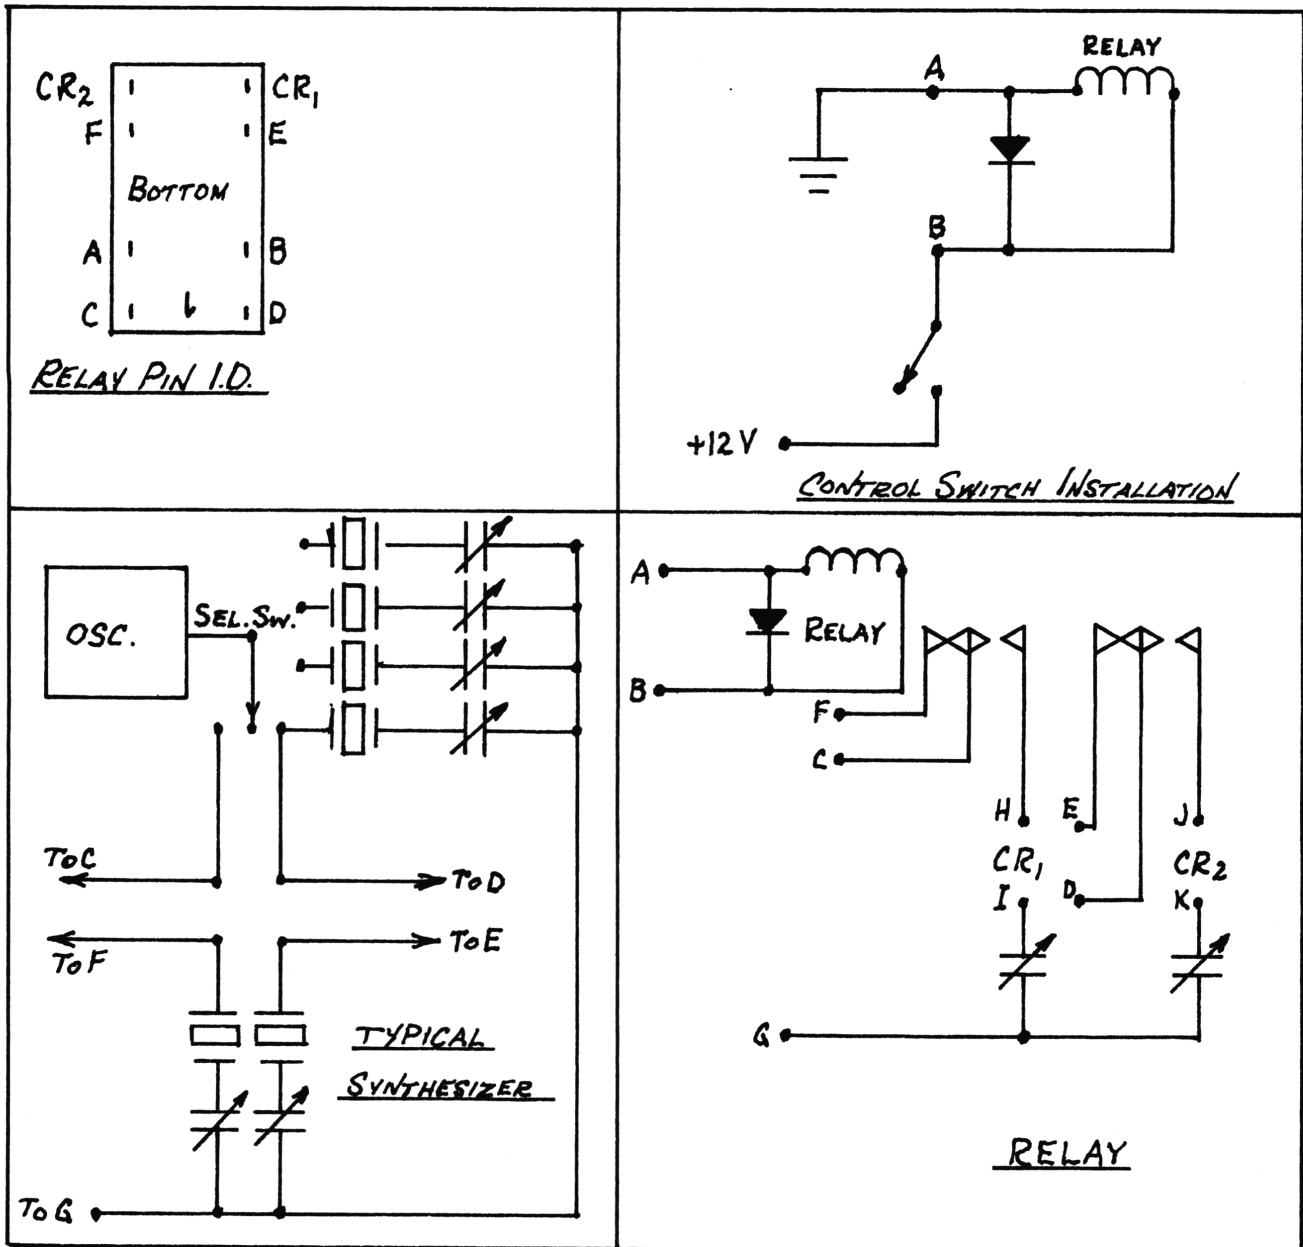 CR2 CR1
F E
BOTTOM
A B
C D
RELAY PIN I.D.
RELAY
A
B
+12V
CONTROL SWITCH INSTALLATION
OSC.
SEL. SW.
TO C
TO D
TO F
TO E
TYPICAL
SYNTHESIZER
TO G
A
RELAY
B
F
C
H E J
CR1 CR2
I D K
G
RELAY